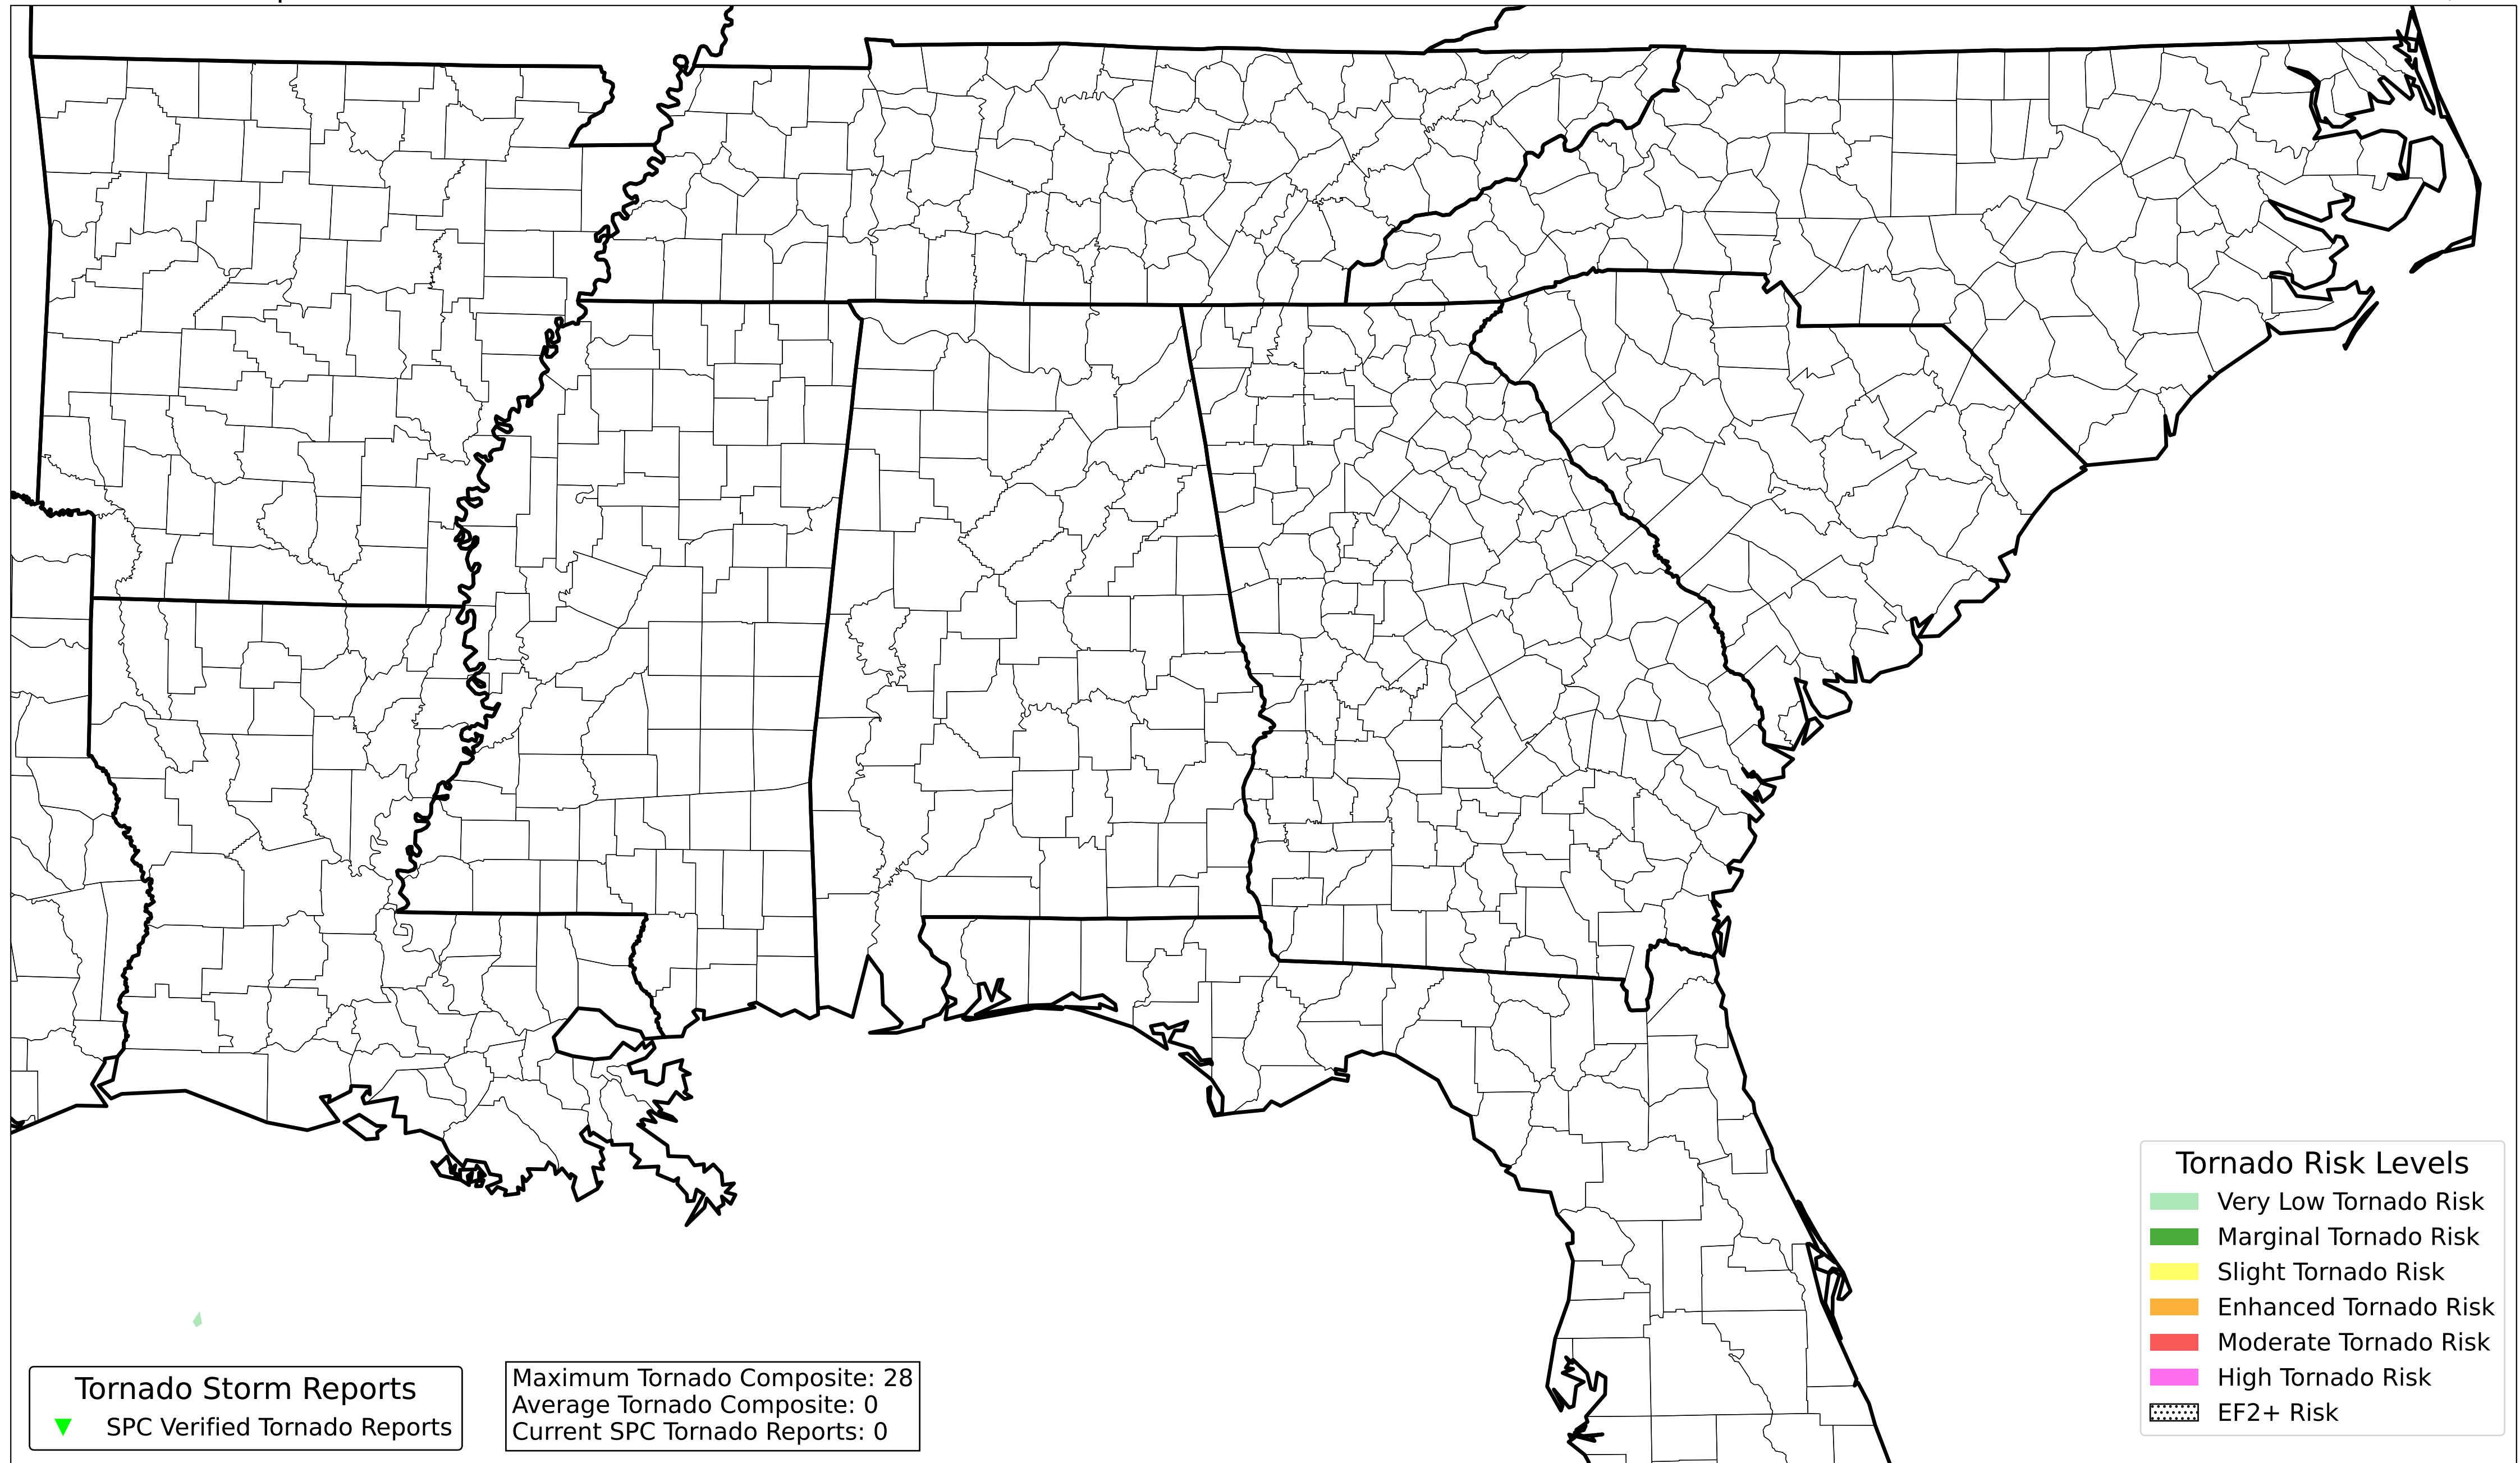 Tornado Storm Reports
SPC Verified Tornado Reports
Maximum Tornado Composite: 28
Average Tornado Composite: 0
Current SPC Tornado Reports: 0
Tornado Risk Levels
Very Low Tornado Risk
Marginal Tornado Risk
Slight Tornado Risk
Enhanced Tornado Risk
Moderate Tornado Risk
High Tornado Risk
EF2+ Risk